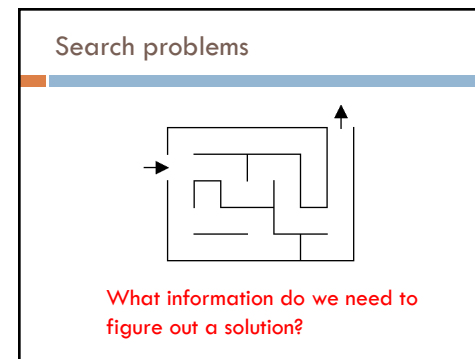 Search problems
What information do we need to
figure out a solution?